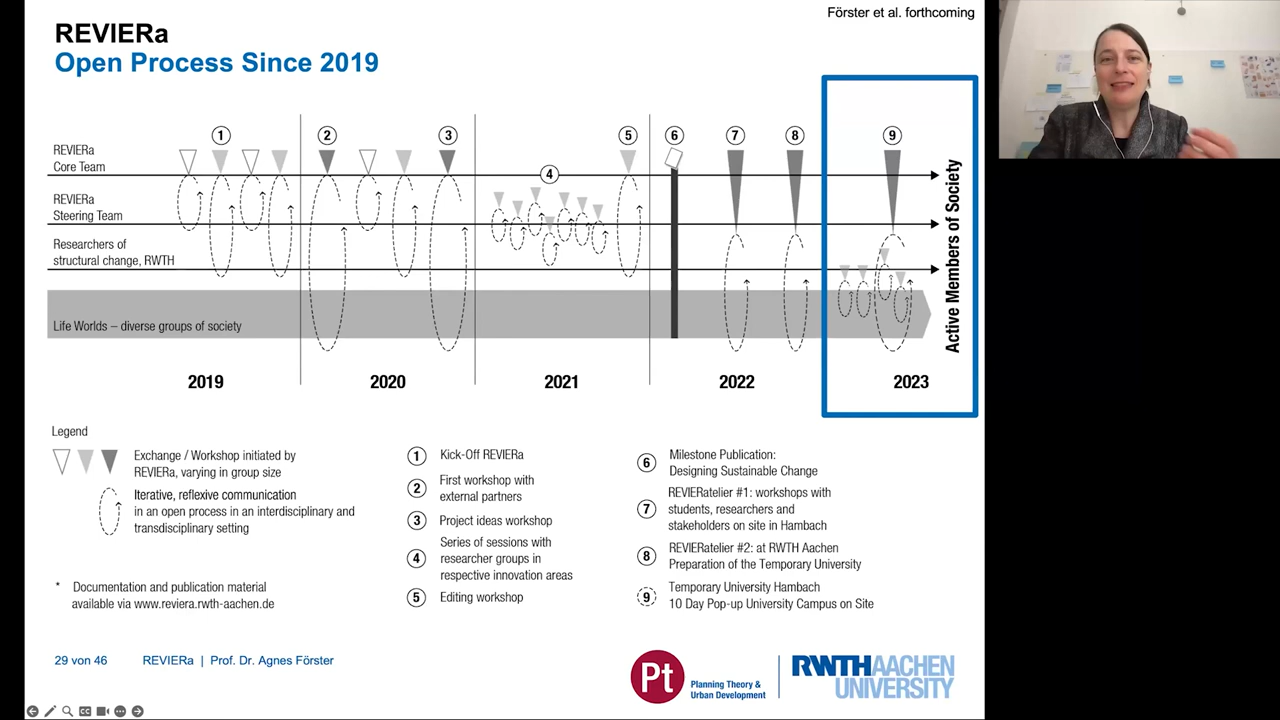 Förster et al. forthcoming
REVIERa
Open Process Since 2019
1
2
3
5
6
7
8
9
REVIERa
Core Team
4
REVIERa
Steering Team
Researchers of
structural change, RWTH
Life Worlds – diverse groups of society
Active Members of Society
2019
2020
2021
2022
2023
Legend
Exchange / Workshop initiated by
REVIERa, varying in group size
Iterative, reflexive communication
in an open process in an interdisciplinary and
transdisciplinary setting
* Documentation and publication material
available via www.reviera.rwth-aachen.de
1 Kick-Off REVIERa
2 First workshop with
external partners
3 Project ideas workshop
4 Series of sessions with
researcher groups in
respective innovation areas
5 Editing workshop
6 Milestone Publication:
Designing Sustainable Change
7 REVIERatelier #1: workshops with
students, researchers and
stakeholders on site in Hambach
8 REVIERatelier #2: at RWTH Aachen
Preparation of the Temporary University
9 Temporary University Hambach
10 Day Pop-up University Campus on Site
29 von 46 REVIERa | Prof. Dr. Agnes Förster
Pt Planning Theory &
Urban Development
RWTHAACHEN
UNIVERSITY